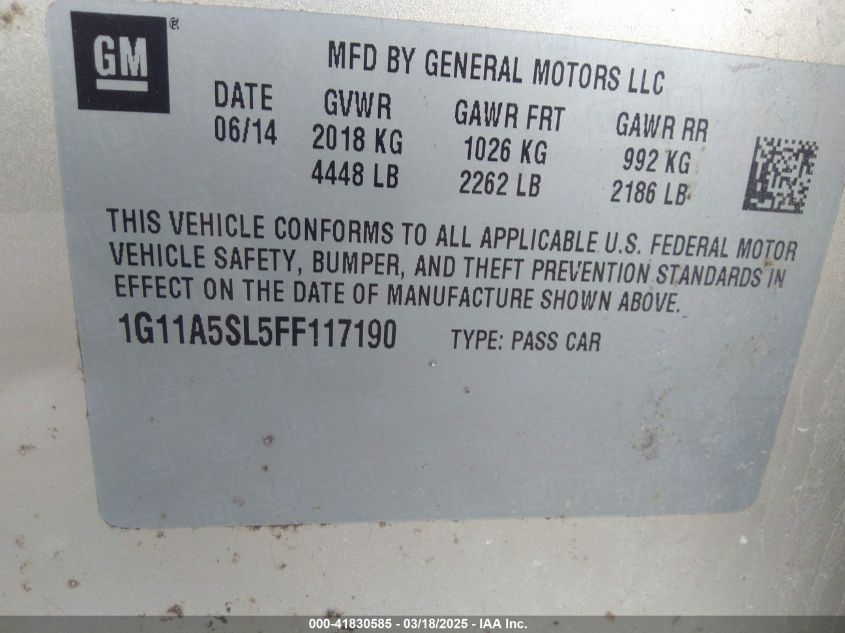 GM ®
MFD BY GENERAL MOTORS LLC
DATE GVWR GAWR FRT GAWR RR
06/14 2018 KG 1026 KG 992 KG
4448 LB 2262 LB 2186 LB
THIS VEHICLE CONFORMS TO ALL APPLICABLE U.S. FEDERAL MOTOR
VEHICLE SAFETY, BUMPER, AND THEFT PREVENTION STANDARDS IN
EFFECT ON THE DATE OF MANUFACTURE SHOWN ABOVE.
1G11A5SL5FF117190 TYPE: PASS CAR
000-41830585 - 03/18/2025 - IAA Inc.